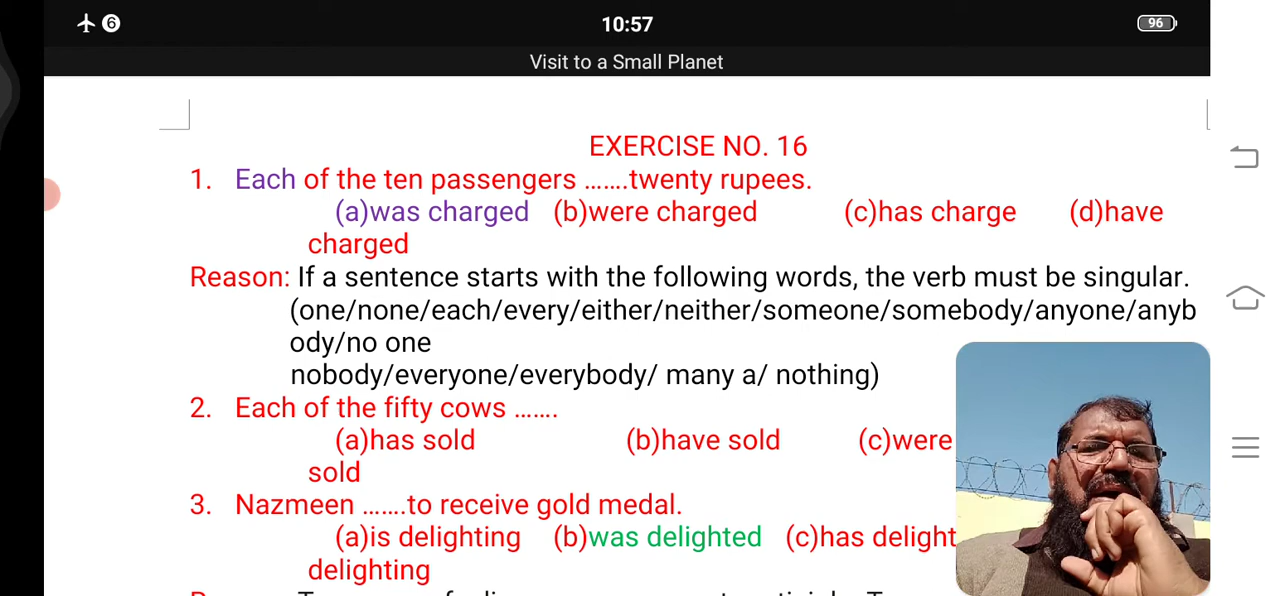 6 10:57 96
Visit to a Small Planet
EXERCISE NO. 16
1. Each of the ten passengers …….twenty rupees.
(a)was charged (b)were charged (c)has charge (d)have
charged
Reason: If a sentence starts with the following words, the verb must be singular.
(one/none/each/every/either/neither/someone/somebody/anyone/anyb
ody/no one
nobody/everyone/everybody/ many a/ nothing)
2. Each of the fifty cows …….
(a)has sold (b)have sold (c)were
sold
3. Nazmeen …….to receive gold medal.
(a)is delighting (b)was delighted (c)has delight
delighting